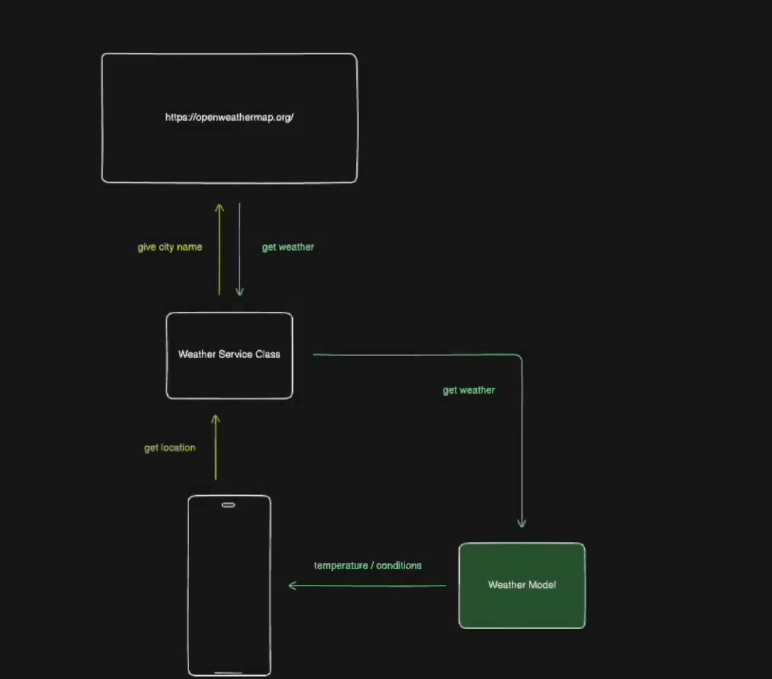 https://openweathermap.org/
give city name
get weather
Weather Service Class
get weather
get location
temperature / conditions
Weather Model